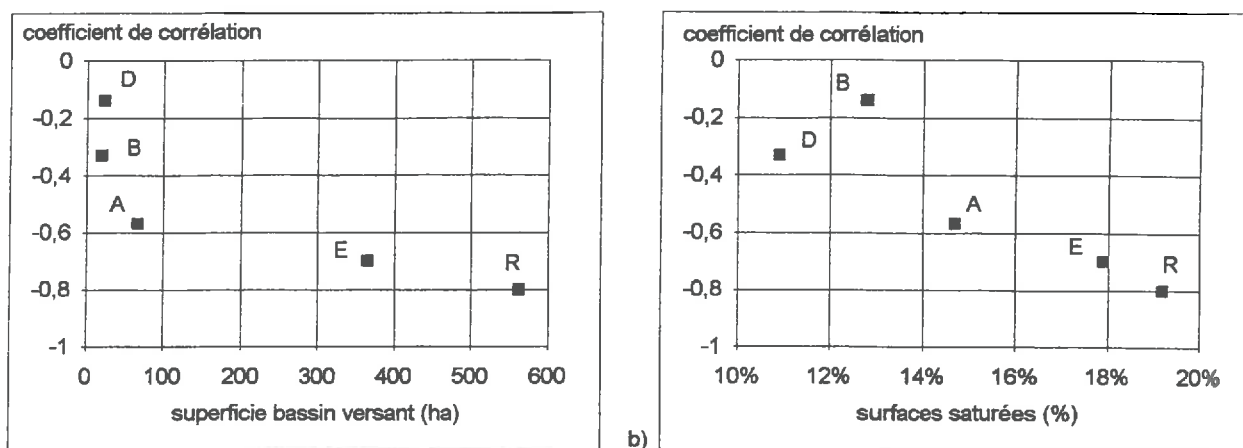 coefficient de corrélation
0
D
-0,2
B
-0,4
A
-0,6
E
R
-0,8
-1
0 100 200 300 400 500 600
superficie bassin versant (ha)
b)
coefficient de corrélation
0
B
-0,2
D
-0,4
A
-0,6
E
R
-0,8
-1
10% 12% 14% 16% 18% 20%
surfaces saturées (%)